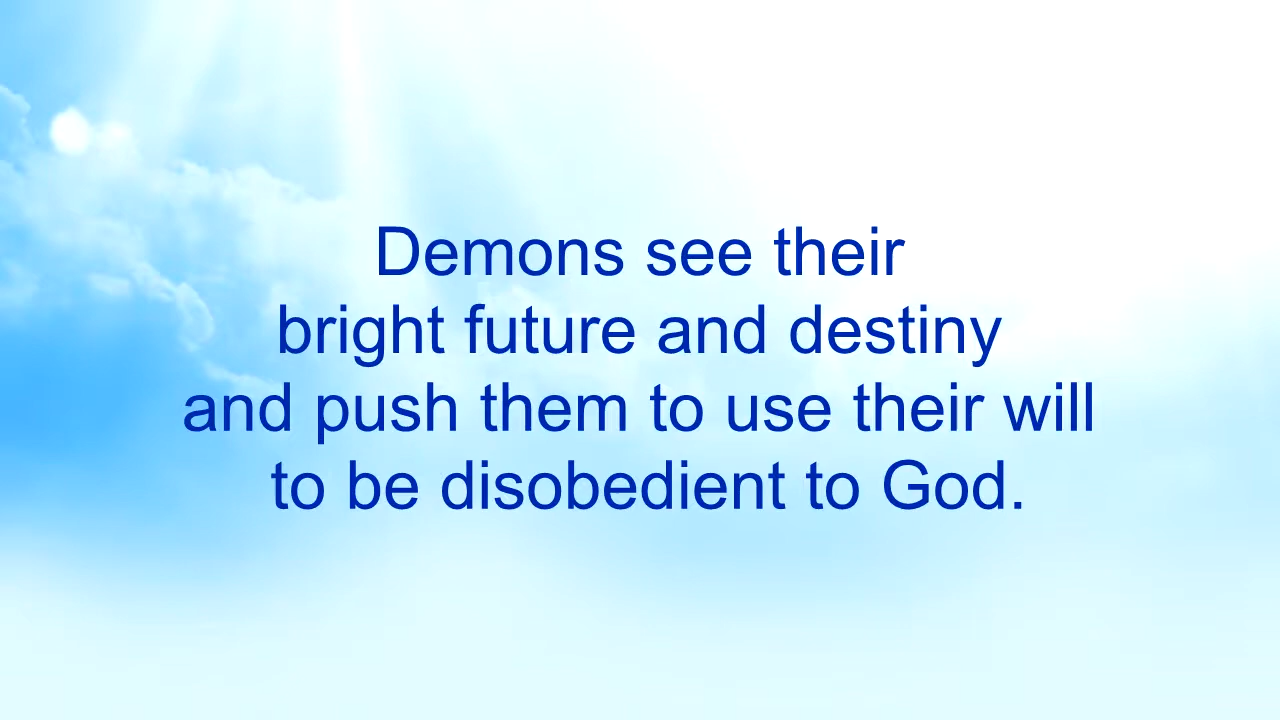 Demons see their
bright future and destiny
and push them to use their will
to be disobedient to God.